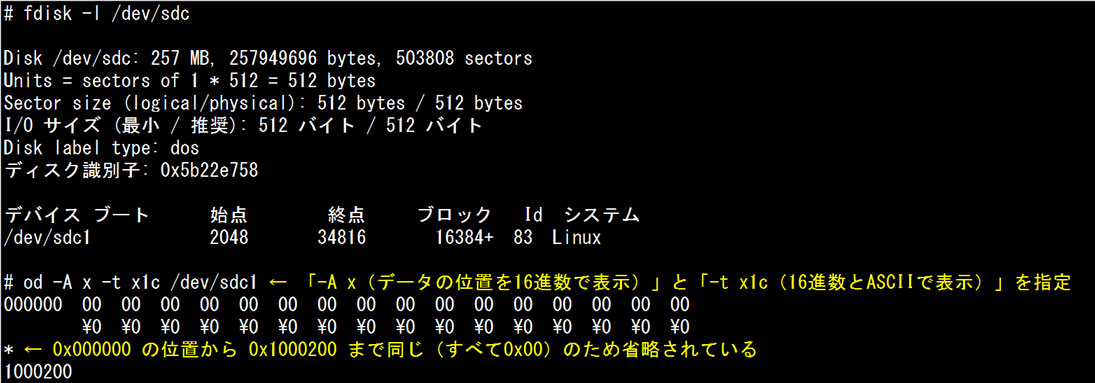 # fdisk -l /dev/sdc
Disk /dev/sdc: 257 MB, 257949696 bytes, 503808 sectors
Units = sectors of 1 * 512 = 512 bytes
Sector size (logical/physical): 512 bytes / 512 bytes
I/O サイズ (最小 / 推奨): 512 バイト / 512 バイト
Disk label type: dos
ディスク識別子: 0x5b22e758
デバイス ブート 始点 終点 ブロック Id システム
/dev/sdc1 2048 34816 16384+ 83 Linux
# od -A x -t x1c /dev/sdc1 ← 「-A x（データの位置を16進数で表示）」と「-t x1c（16進数とASCIIで表示）」を指定
000000 00 00 00 00 00 00 00 00 00 00 00 00 00 00 00 00
¥0 ¥0 ¥0 ¥0 ¥0 ¥0 ¥0 ¥0 ¥0 ¥0 ¥0 ¥0 ¥0 ¥0 ¥0 ¥0
* ← 0x000000 の位置から 0x1000200 まで同じ（すべて0x00）のため省略されている
1000200